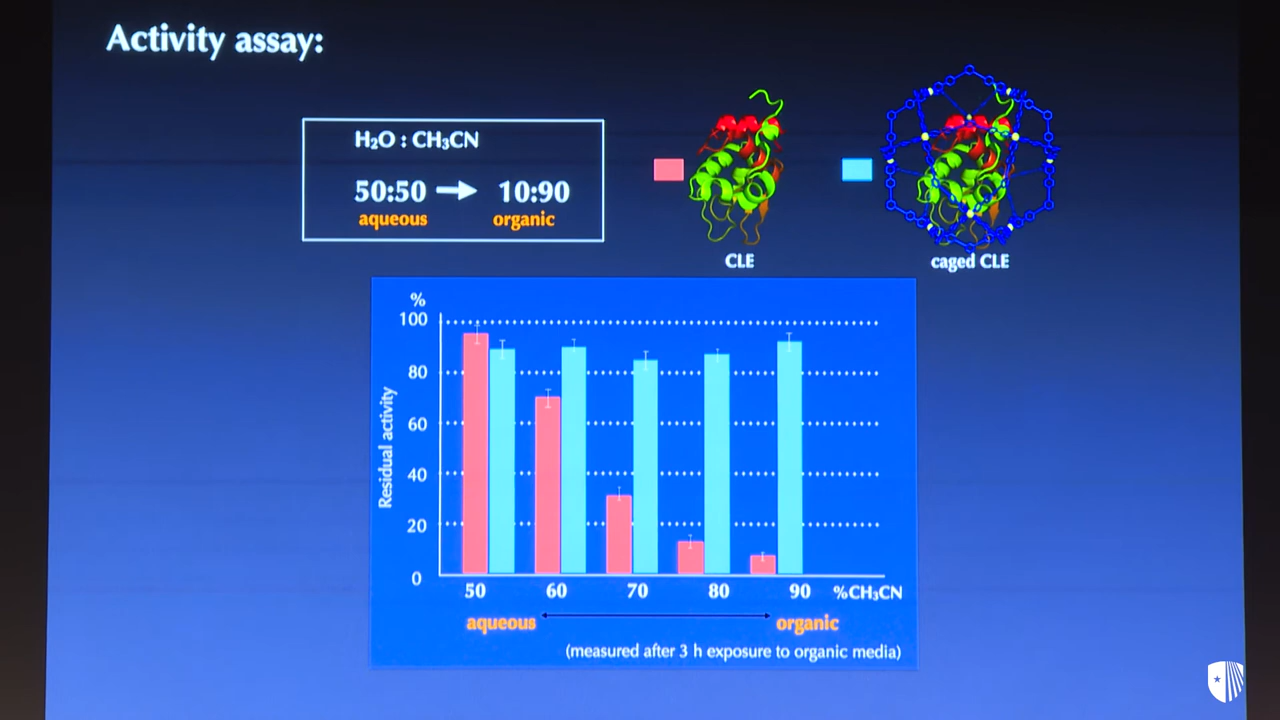 Activity assay:
H₂O : CH₃CN
50:50 → 10:90
aqueous organic
CLE
caged CLE
%
100
80
60
40
20
0
Residual activity
50 60 70 80 90 %CH₃CN
aqueous organic
(measured after 3 h exposure to organic media)